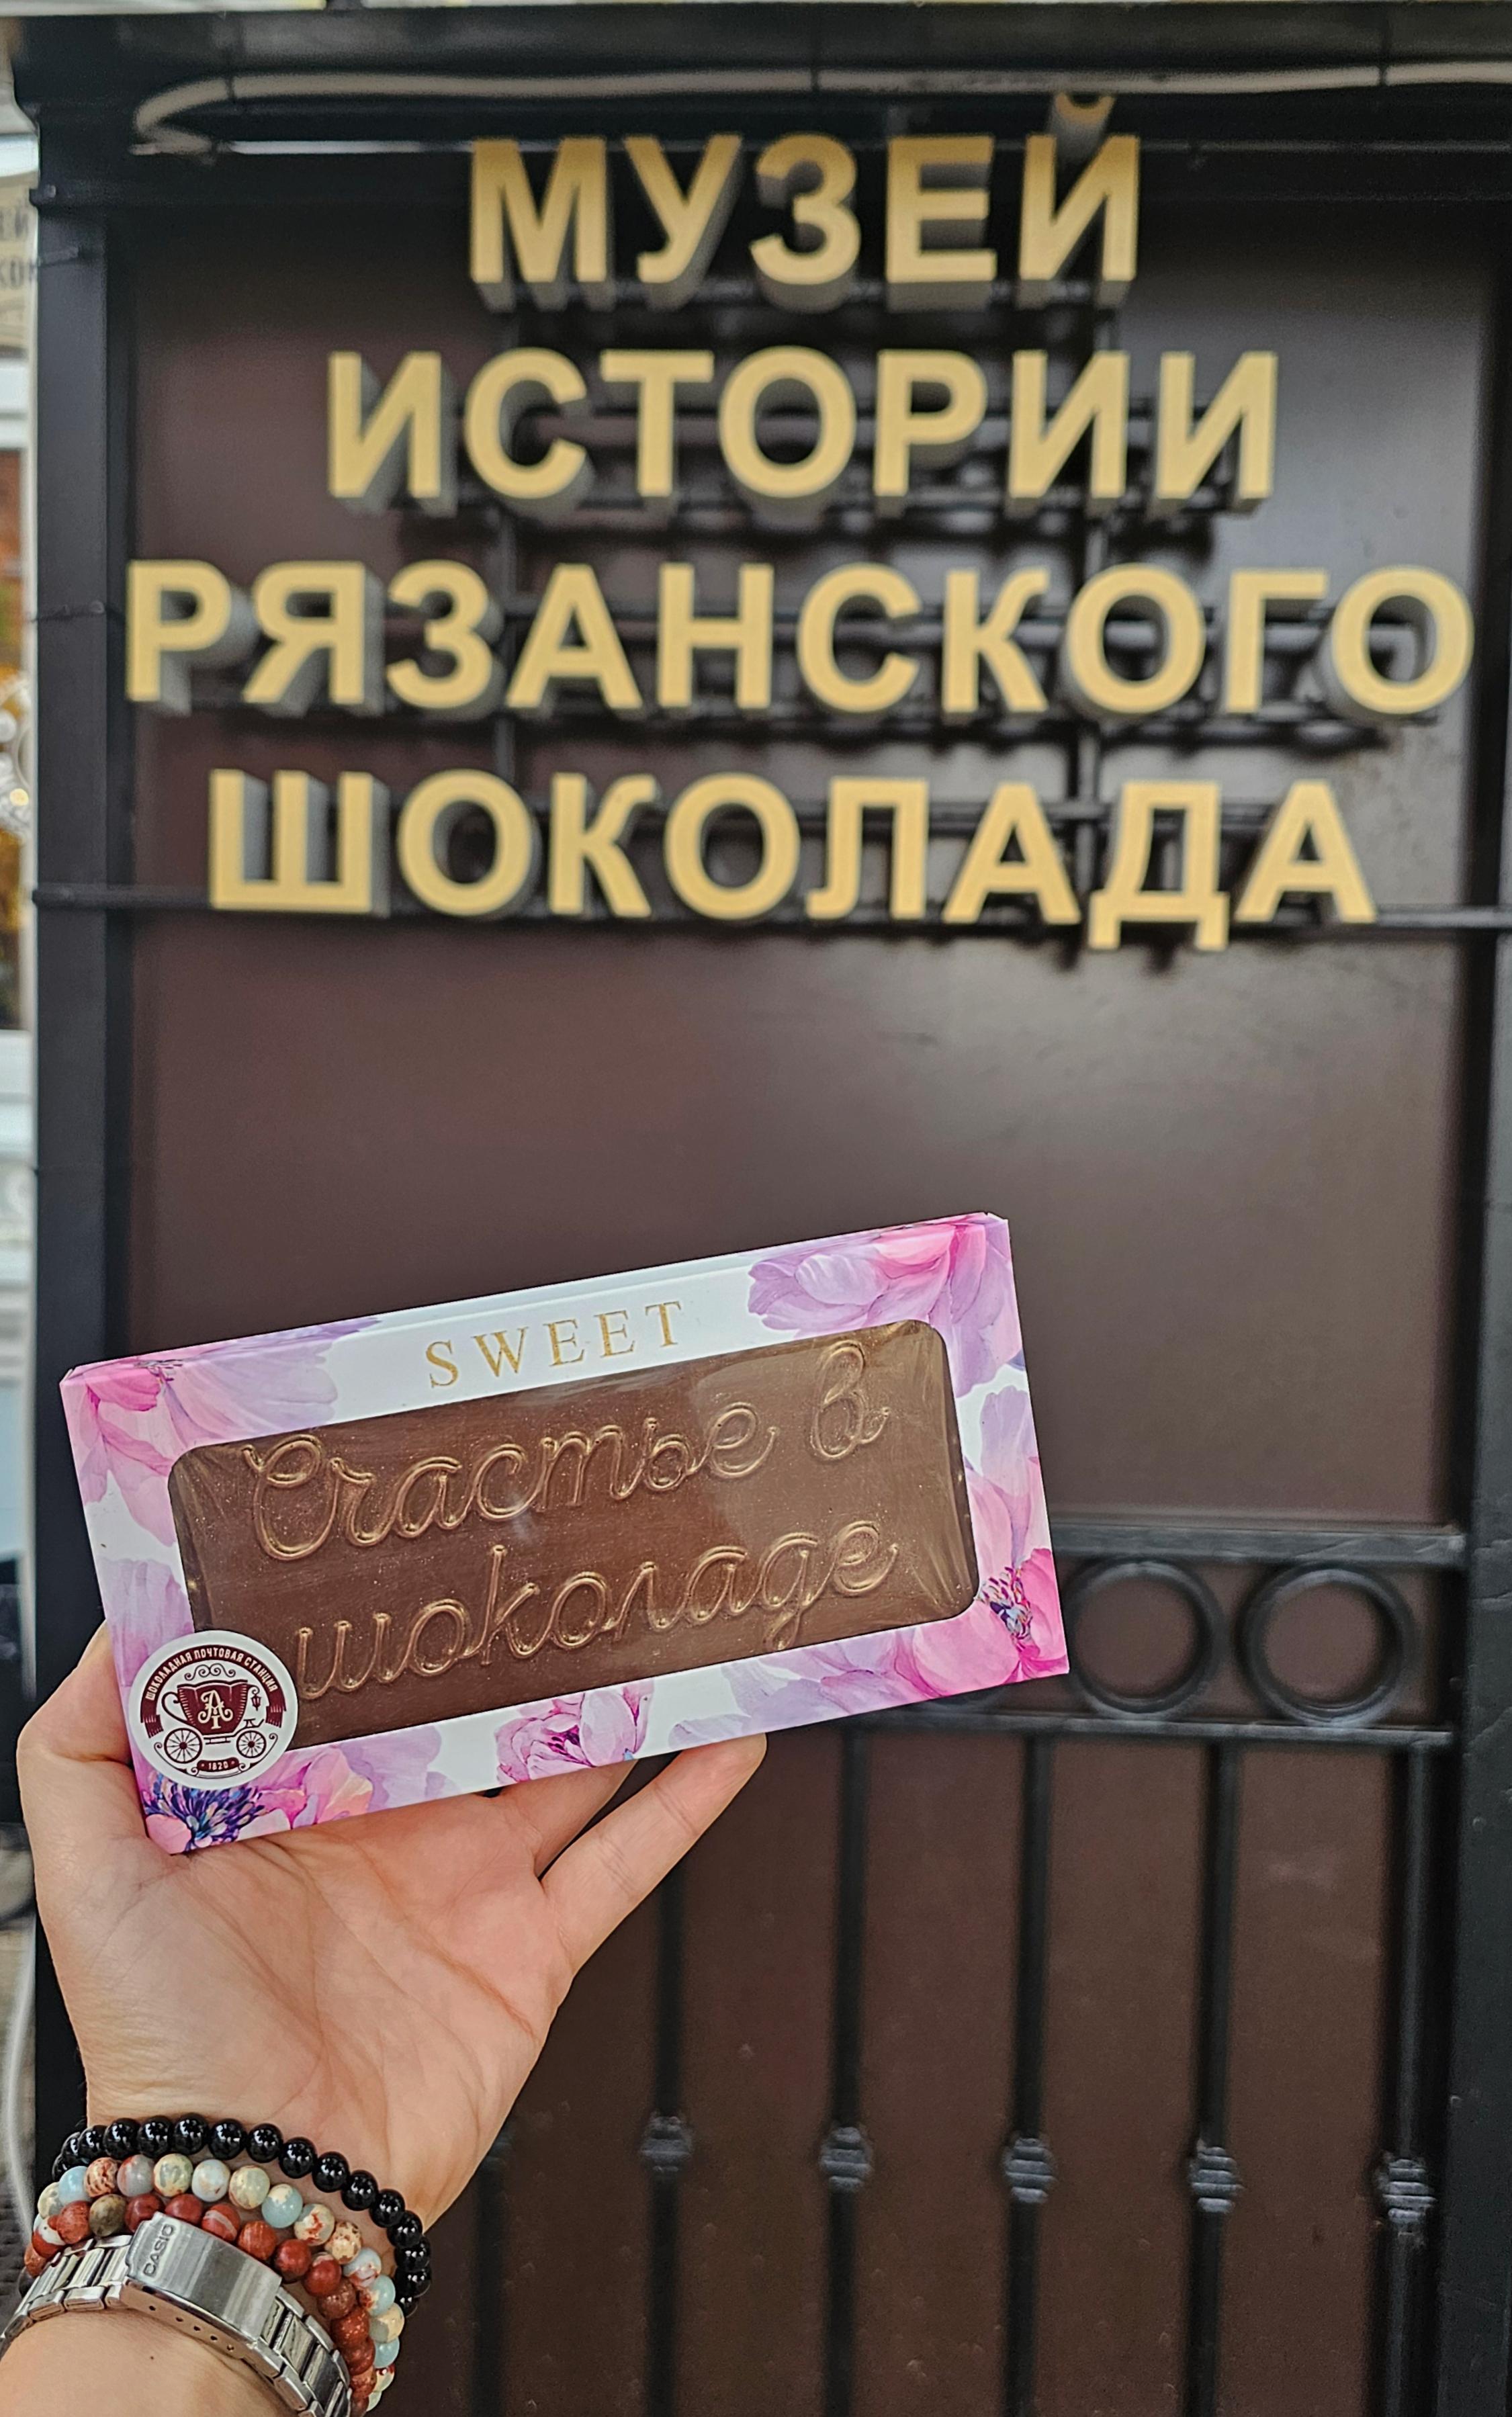 МУЗЕЙ
ИСТОРИИ
РЯЗАНСКОГО
ШОКОЛАДА
SWEET
Счастье в
шоколаде
ШОКОЛАДНАЯ ПОЧТОВАЯ СТАНЦИЯ
1820
CASIO